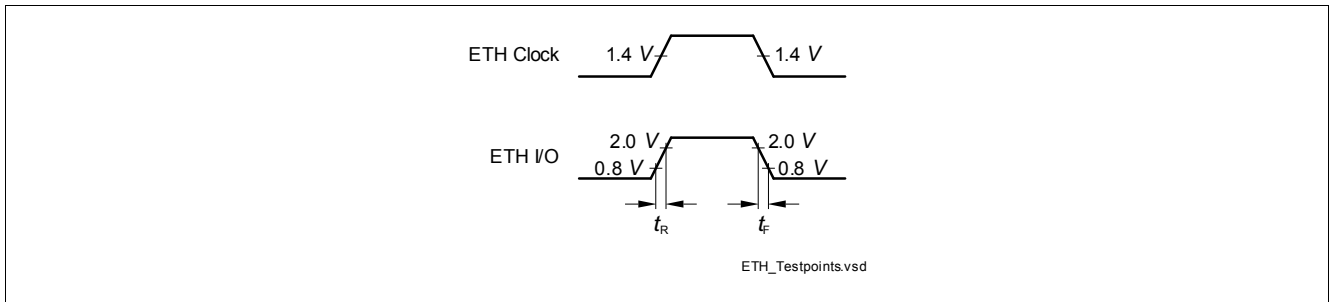 ETH Clock 1.4 V 1.4 V
2.0 V 2.0 V
ETH I/O
0.8 V 0.8 V
tR tF
ETH_Testpoints.vsd